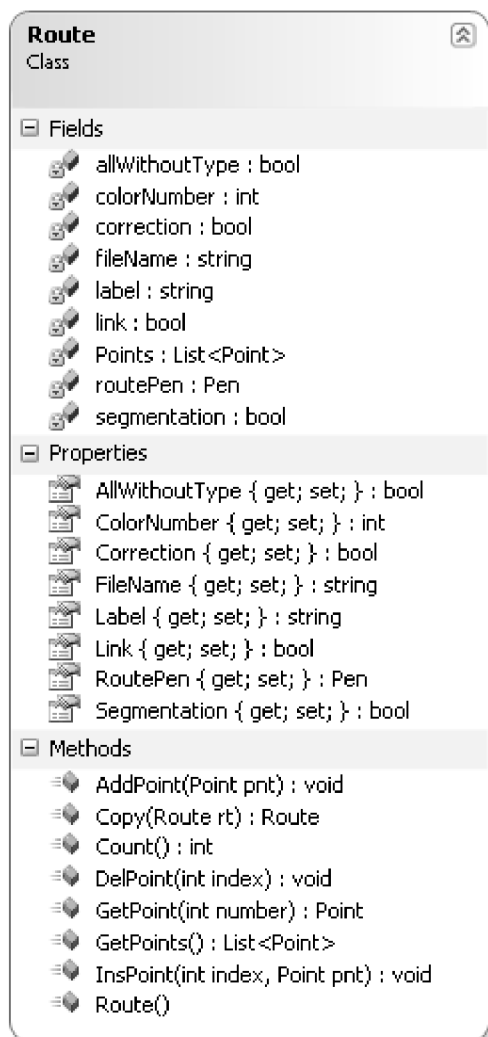 Route
Class
Fields
allWithoutType : bool
colorNumber : int
correction : bool
fileName : string
label : string
link : bool
Points : List<Point>
routePen : Pen
segmentation : bool
Properties
AllWithoutType { get; set; } : bool
ColorNumber { get; set; } : int
Correction { get; set; } : bool
FileName { get; set; } : string
Label { get; set; } : string
Link { get; set; } : bool
RoutePen { get; set; } : Pen
Segmentation { get; set; } : bool
Methods
AddPoint(Point pnt) : void
Copy(Route rt) : Route
Count() : int
DelPoint(int index) : void
GetPoint(int number) : Point
GetPoints() : List<Point>
InsPoint(int index, Point pnt) : void
Route()